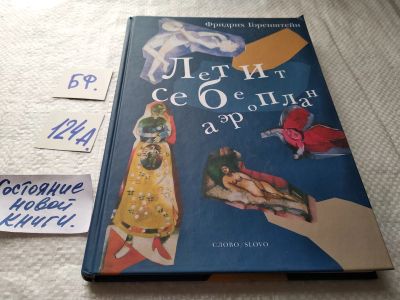 Фридрих Горенштейн
Летит
себе
аэроплан
СЛОВО/SLOVO
БФ.
124д.
Состояние
новой
книги.